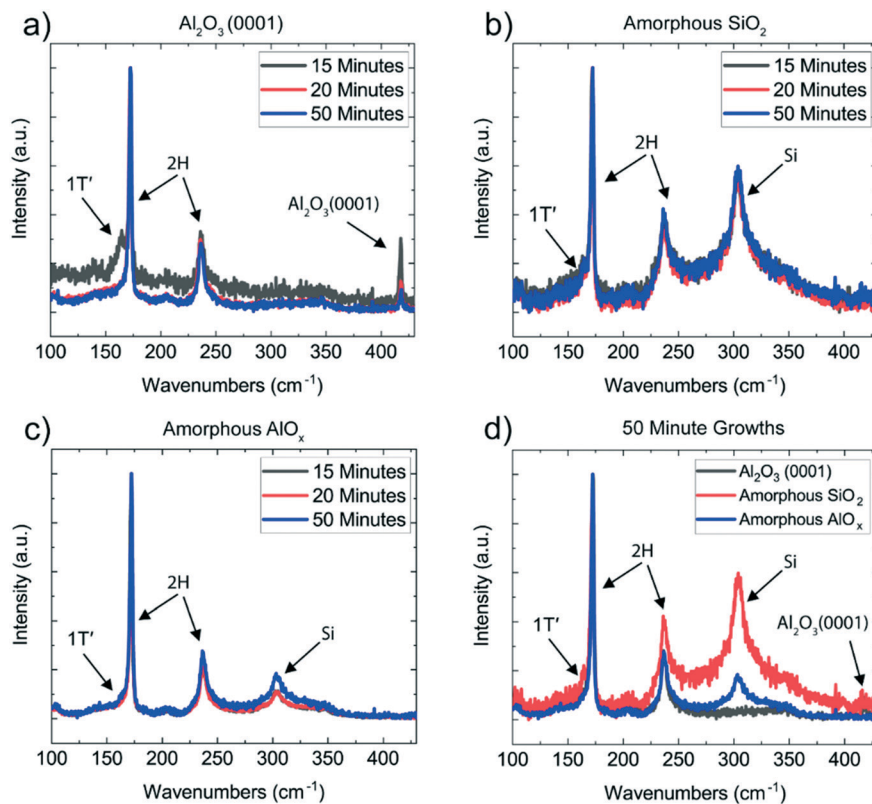 a)
Al₂O₃ (0001)
15 Minutes
20 Minutes
50 Minutes
1T′
2H
Al₂O₃(0001)
Intensity (a.u.)
100 150 200 250 300 350 400
Wavenumbers (cm⁻¹)
b)
Amorphous SiO₂
15 Minutes
20 Minutes
50 Minutes
1T′
2H
Si
Intensity (a.u.)
100 150 200 250 300 350 400
Wavenumbers (cm⁻¹)
c)
Amorphous AlOₓ
15 Minutes
20 Minutes
50 Minutes
1T′
2H
Si
Intensity (a.u.)
100 150 200 250 300 350 400
Wavenumbers (cm⁻¹)
d)
50 Minute Growths
Al₂O₃ (0001)
Amorphous SiO₂
Amorphous AlOₓ
1T′
2H
Si
Al₂O₃(0001)
Intensity (a.u.)
100 150 200 250 300 350 400
Wavenumbers (cm⁻¹)